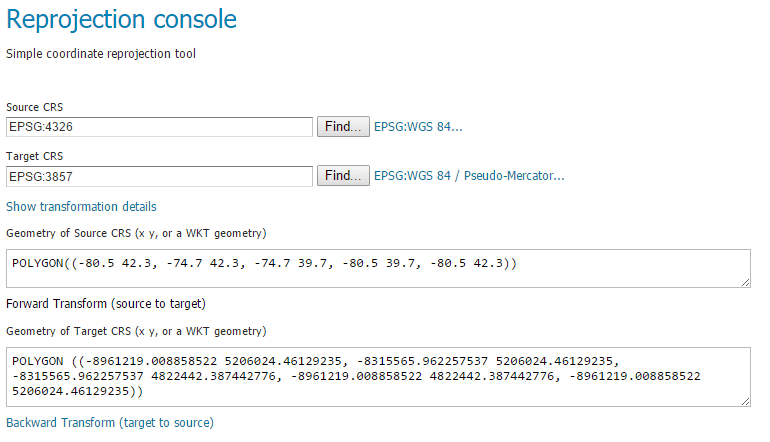 Reprojection console
Simple coordinate reprojection tool
Source CRS
EPSG:4326 Find... EPSG:WGS 84...
Target CRS
EPSG:3857 Find... EPSG:WGS 84 / Pseudo-Mercator...
Show transformation details
Geometry of Source CRS (x y, or a WKT geometry)
POLYGON((-80.5 42.3, -74.7 42.3, -74.7 39.7, -80.5 39.7, -80.5 42.3))
Forward Transform (source to target)
Geometry of Target CRS (x y, or a WKT geometry)
POLYGON ((-8961219.008858522 5206024.46129235, -8315565.962257537 5206024.46129235,
-8315565.962257537 4822442.387442776, -8961219.008858522 4822442.387442776, -8961219.008858522
5206024.46129235))
Backward Transform (target to source)